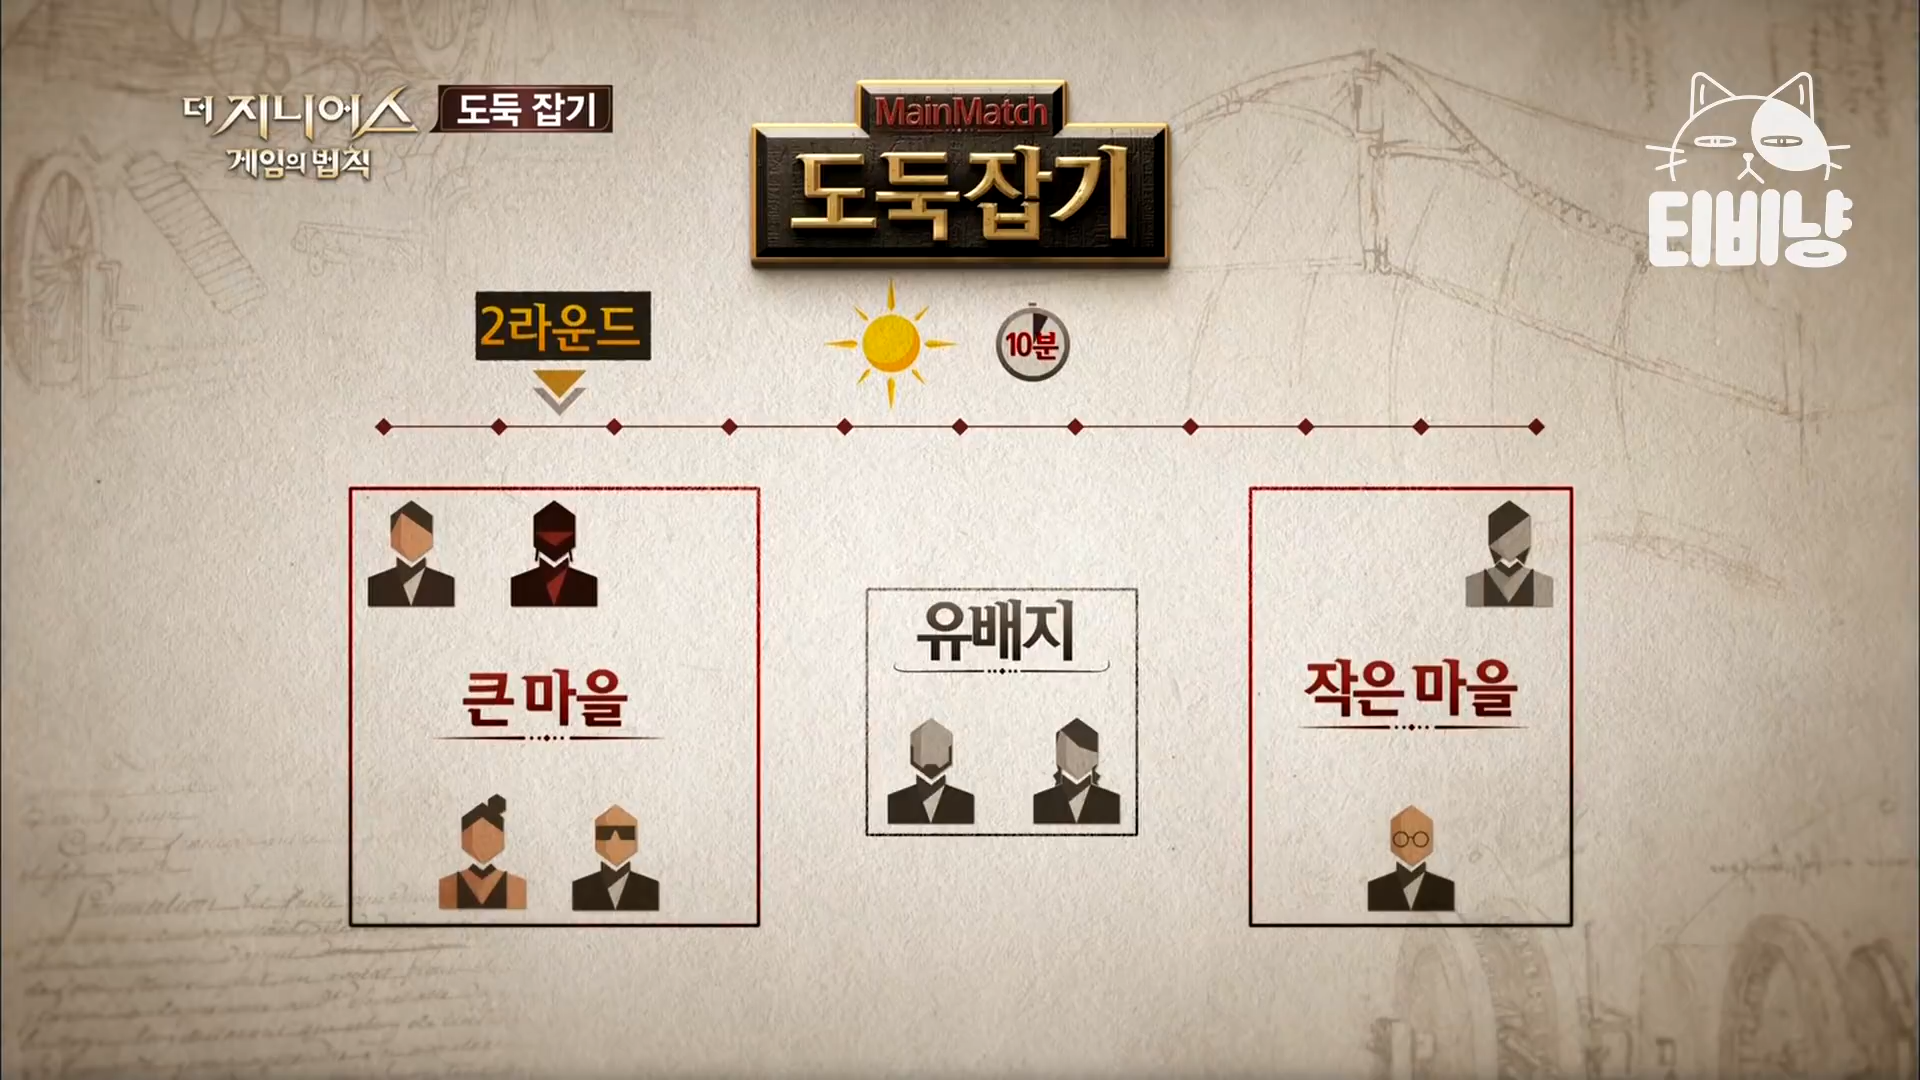 더 지니어스
게임의 법칙
도둑 잡기
MainMatch
도둑잡기
티비냥
2라운드
10분
큰 마을
유배지
작은 마을